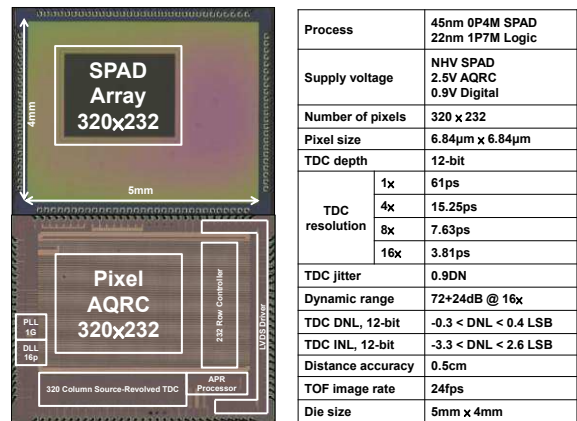 SPAD
Array
320x232
4mm
5mm
Pixel
AQRC
320x232
232 Row Controller
LVDS Driver
PLL
1G
DLL
16p
320 Column Source-Revolved TDC
APR
Processor
Process 45nm 0P4M SPAD
22nm 1P7M Logic
Supply voltage NHV SPAD
2.5V AQRC
0.9V Digital
Number of pixels 320 x 232
Pixel size 6.84μm x 6.84μm
TDC depth 12-bit
TDC
resolution
1x 61ps
4x 15.25ps
8x 7.63ps
16x 3.81ps
TDC jitter 0.9DN
Dynamic range 72+24dB @ 16x
TDC DNL, 12-bit -0.3 < DNL < 0.4 LSB
TDC INL, 12-bit -3.3 < DNL < 2.6 LSB
Distance accuracy 0.5cm
TOF image rate 24fps
Die size 5mm x 4mm